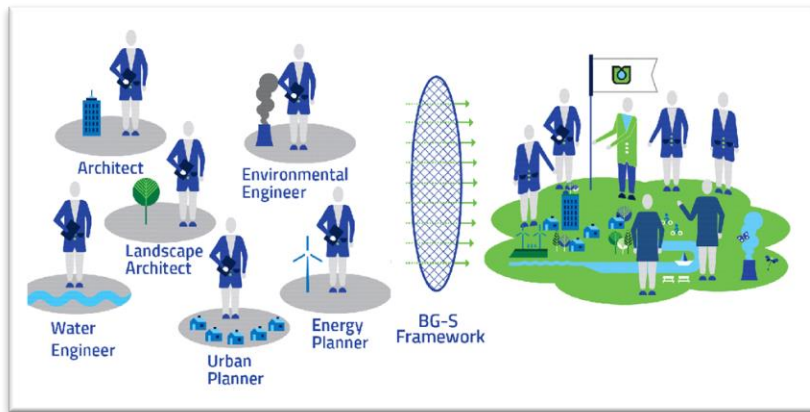 Architect
Environmental
Engineer
Landscape
Architect
Water
Engineer
Urban
Planner
Energy
Planner
BG-S
Framework